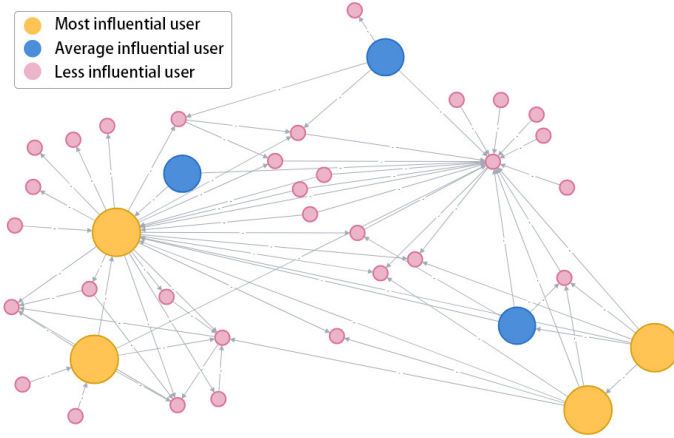 Most influential user
Average influential user
Less influential user